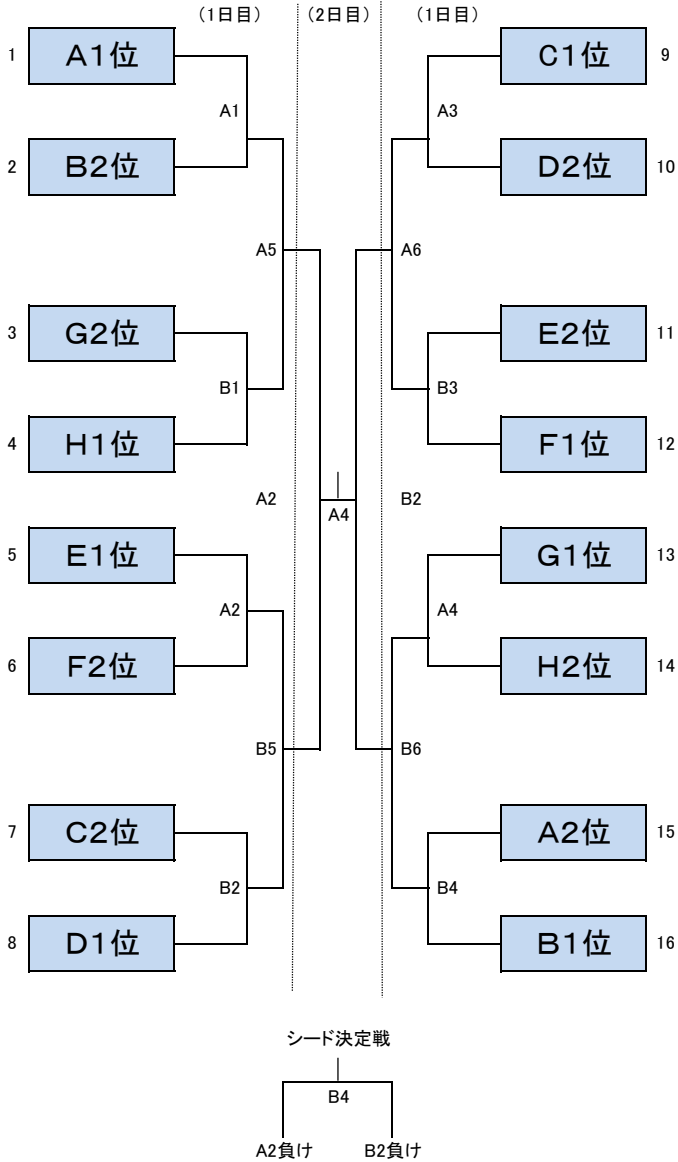 （1日目）
（2日目）
（1日目）
1
A1位
C1位
9
A1
A3
2
B2位
D2位
10
A5
A6
3
G2位
E2位
11
B1
B3
4
H1位
F1位
12
A2
A4
B2
5
E1位
G1位
13
A2
A4
6
F2位
H2位
14
B5
B6
7
C2位
A2位
15
B2
B4
8
D1位
B1位
16
シード決定戦
B4
A2負け
B2負け